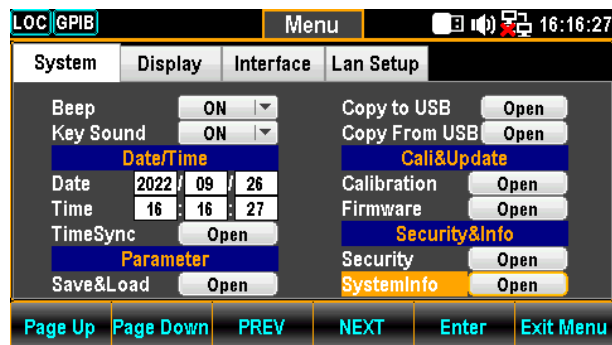 LOC GPIB Menu 16:16:27
System Display Interface Lan Setup
Beep ON Copy to USB Open
Key Sound ON Copy From USB Open
Date/Time Cali&Update
Date 2022 / 09 / 26 Calibration Open
Time 16 : 16 : 27 Firmware Open
TimeSync Open Security&Info
Parameter Security Open
Save&Load Open SystemInfo Open
Page Up Page Down PREV NEXT Enter Exit Menu